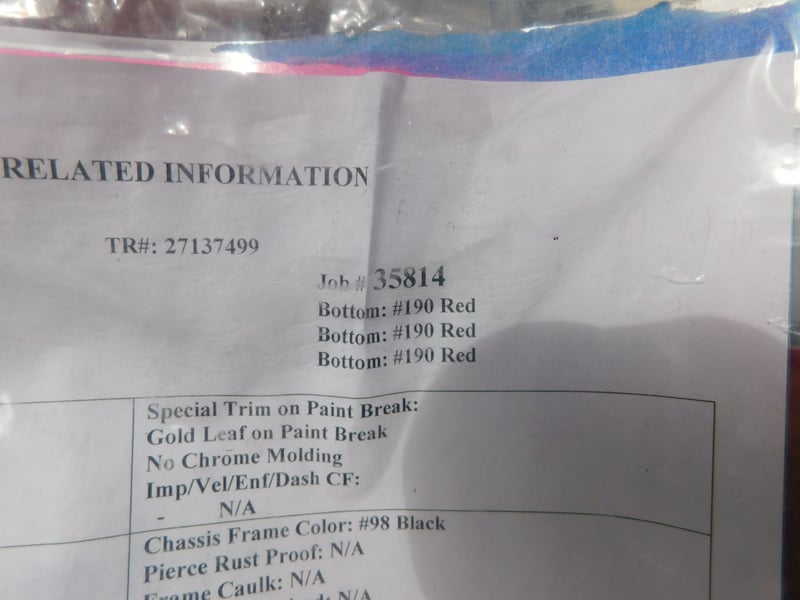 RELATED INFORMATION
TR#: 27137499
Job # 35814
Bottom: #190 Red
Bottom: #190 Red
Bottom: #190 Red
Special Trim on Paint Break:
Gold Leaf on Paint Break
No Chrome Molding
Imp/Vel/Enf/Dash CF:
- N/A
Chassis Frame Color: #98 Black
Pierce Rust Proof: N/A
Frame Caulk: N/A
N/A